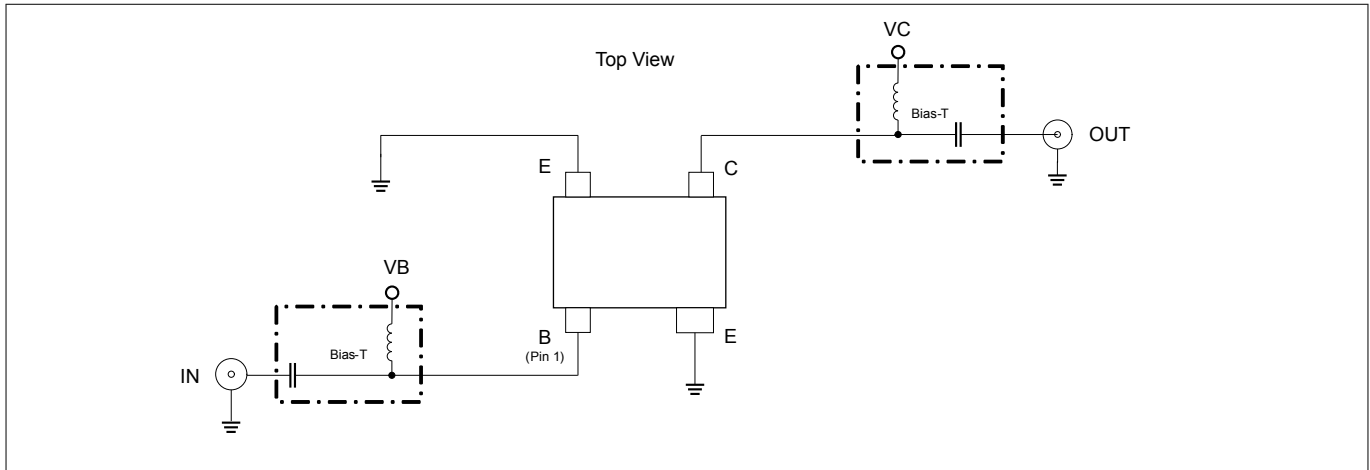 VC
Top View
Bias-T
OUT
E
C
VB
B
(Pin 1)
E
Bias-T
IN